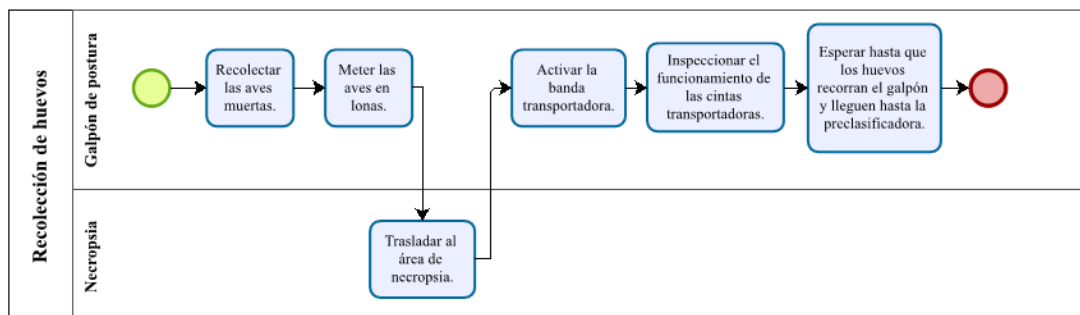 Recolección de huevos
Galpón de postura
Recolectar
las aves
muertas.
Meter las
aves en
lonas.
Activar la
banda
transportadora.
Inspeccionar el
funcionamiento de
las cintas
transportadoras.
Esperar hasta que
los huevos
recorran el galpón
y lleguen hasta la
preclasificadora.
Necropsia
Trasladar al
área de
necropsia.